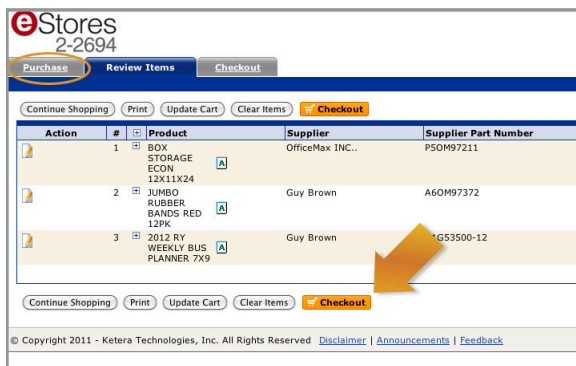 eStores
2-2694
Purchase Review Items Checkout
Continue Shopping Print Update Cart Clear Items Checkout
Action # Product Supplier Supplier Part Number
1 BOX OfficeMax INC.. P5OM97211
STORAGE
ECON A
12X11X24
2 JUMBO Guy Brown A6OM97372
RUBBER
BANDS RED A
12PK
3 2012 RY Guy Brown G53500-12
WEEKLY BUS A
PLANNER 7X9
Continue Shopping Print Update Cart Clear Items Checkout
© Copyright 2011 - Ketera Technologies, Inc. All Rights Reserved Disclaimer | Announcements | Feedback